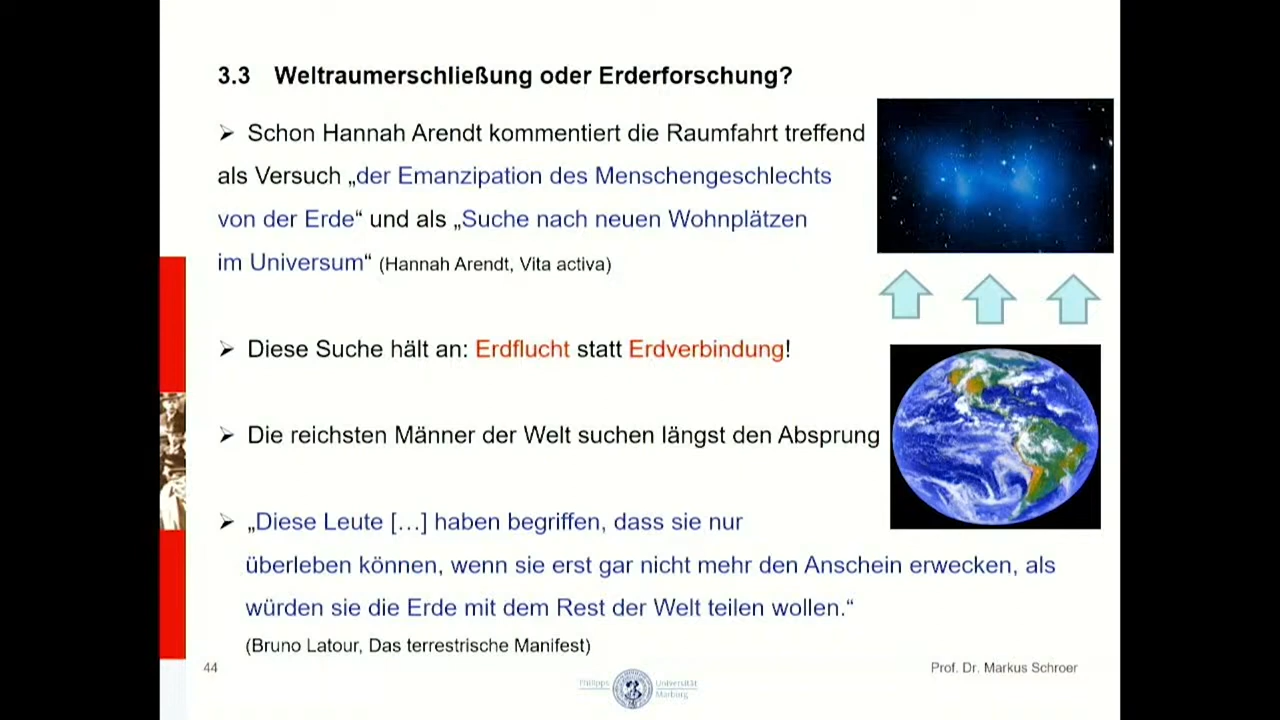 3.3 Weltraumerschließung oder Erderforschung?
➢ Schon Hannah Arendt kommentiert die Raumfahrt treffend
als Versuch „der Emanzipation des Menschengeschlechts
von der Erde“ und als „Suche nach neuen Wohnplätzen
im Universum“ (Hannah Arendt, Vita activa)
➢ Diese Suche hält an: Erdflucht statt Erdverbindung!
➢ Die reichsten Männer der Welt suchen längst den Absprung
➢ „Diese Leute […] haben begriffen, dass sie nur
überleben können, wenn sie erst gar nicht mehr den Anschein erwecken, als
würden sie die Erde mit dem Rest der Welt teilen wollen.“
(Bruno Latour, Das terrestrische Manifest)
44
Prof. Dr. Markus Schroer
Philipps Universität
Marburg